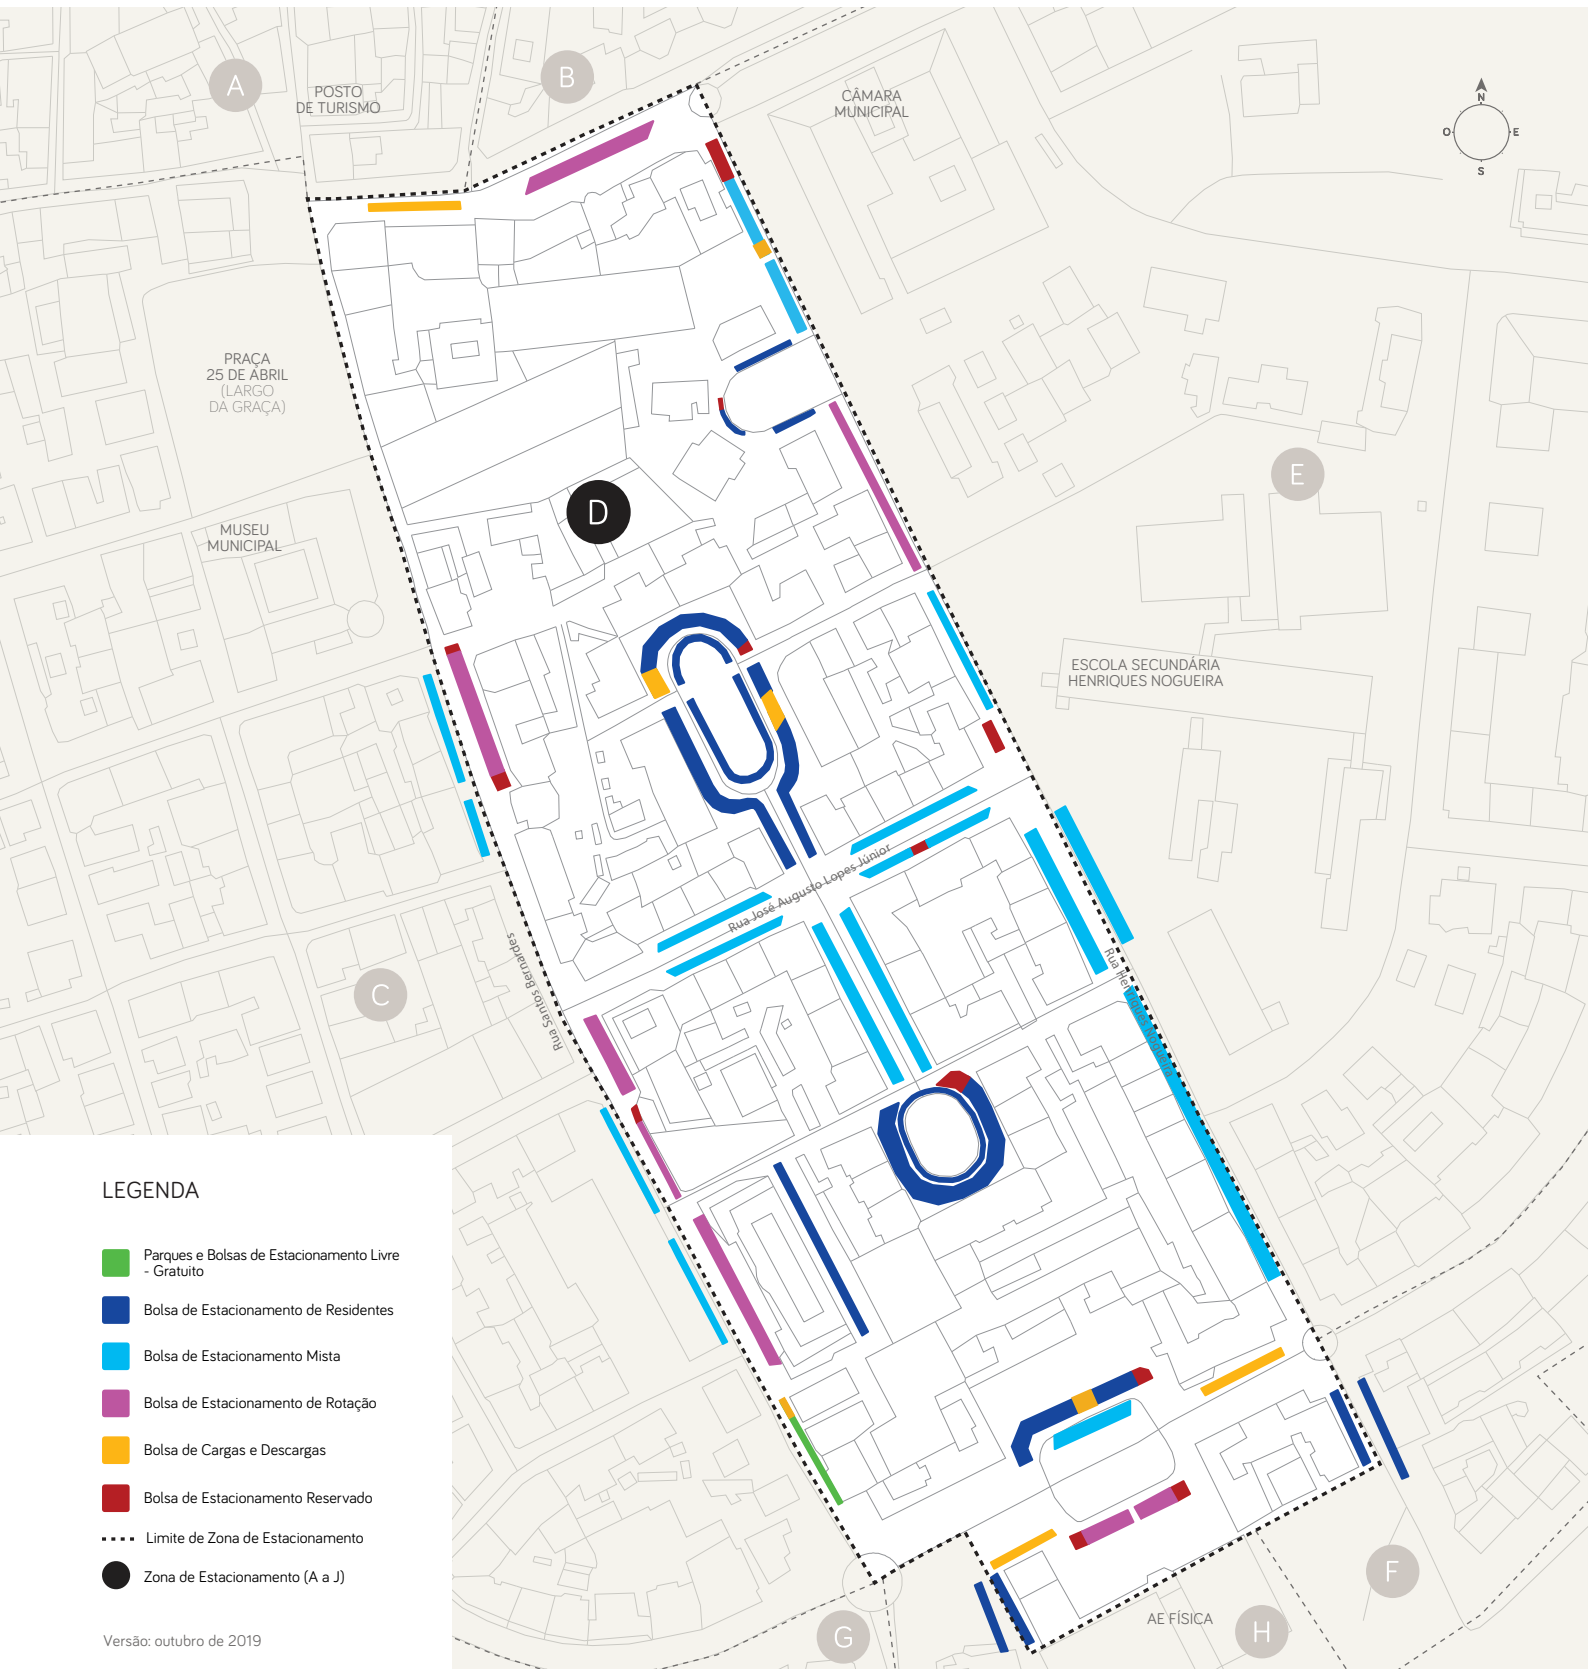 A
B
POSTO
DE TURISMO
CÂMARA
MUNICIPAL
N
O
E
S
PRAÇA
25 DE ABRIL
(LARGO
DA GRAÇA)
E
D
MUSEU
MUNICIPAL
ESCOLA SECUNDÁRIA
HENRIQUES NOGUEIRA
Rua José Augusto Lopes Júnior
Rua Santos Bernardes
Rua Henriques Nogueira
C
LEGENDA
Parques e Bolsas de Estacionamento Livre
- Gratuito
Bolsa de Estacionamento de Residentes
Bolsa de Estacionamento Mista
Bolsa de Estacionamento de Rotação
Bolsa de Cargas e Descargas
Bolsa de Estacionamento Reservado
Limite de Zona de Estacionamento
Zona de Estacionamento (A a J)
Versão: outubro de 2019
F
AE FÍSICA
G
H